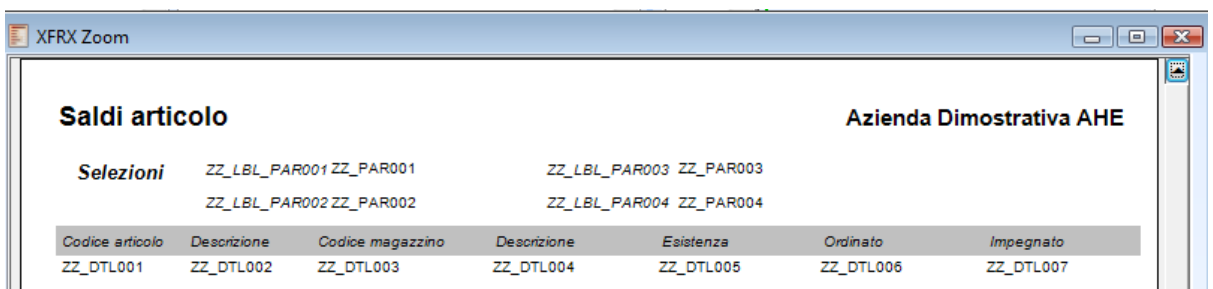 XFRX Zoom
Saldi articolo Azienda Dimostrativa AHE
Selezioni ZZ_LBL_PAR001 ZZ_PAR001 ZZ_LBL_PAR003 ZZ_PAR003
ZZ_LBL_PAR002 ZZ_PAR002 ZZ_LBL_PAR004 ZZ_PAR004
Codice articolo Descrizione Codice magazzino Descrizione Esistenza Ordinato Impegnato
ZZ_DTL001 ZZ_DTL002 ZZ_DTL003 ZZ_DTL004 ZZ_DTL005 ZZ_DTL006 ZZ_DTL007